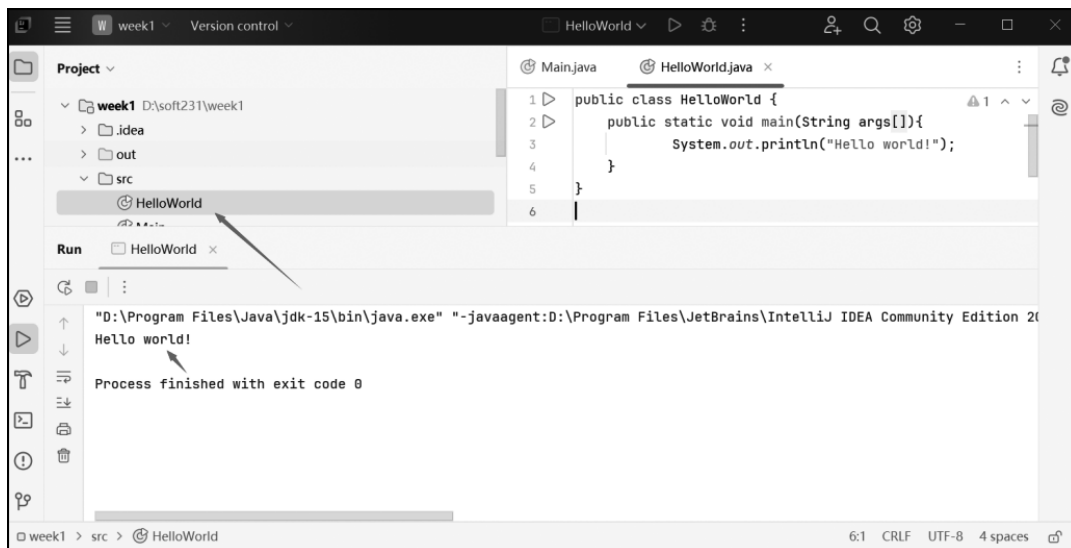 W week1 Version control HelloWorld
Project
Main.java HelloWorld.java
week1 D:\soft231\week1
.idea
out
src
HelloWorld
Main
1 public class HelloWorld { 1
2 public static void main(String args[]){
3 System.out.println("Hello world!");
4 }
5 }
6
Run HelloWorld
"D:\Program Files\Java\jdk-15\bin\java.exe" "-javaagent:D:\Program Files\JetBrains\IntelliJ IDEA Community Edition 20
Hello world!
Process finished with exit code 0
week1 > src > HelloWorld 6:1 CRLF UTF-8 4 spaces